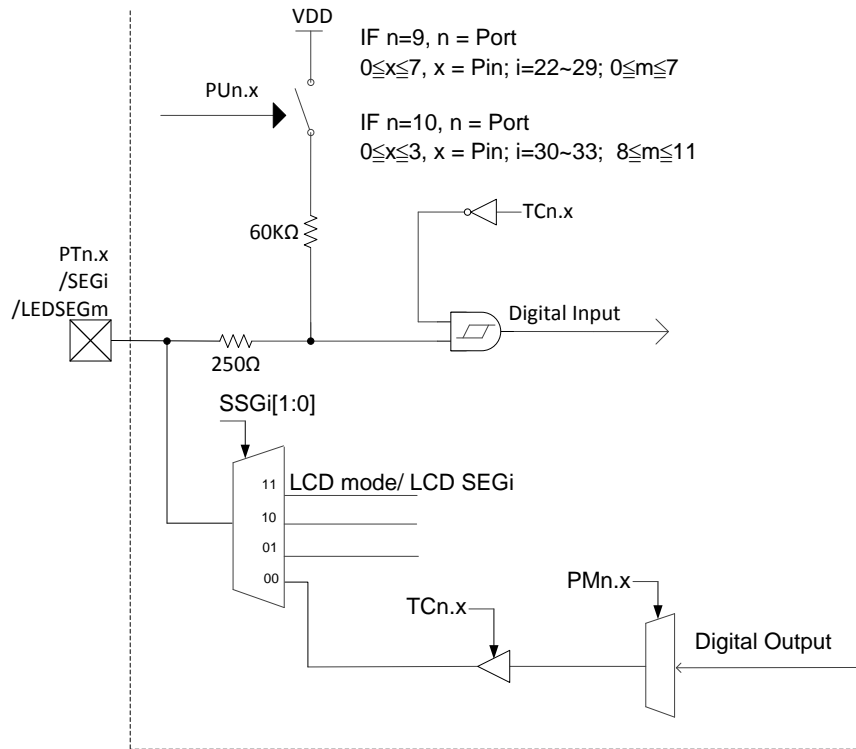 VDD
IF n=9, n = Port
0≦x≦7, x = Pin; i=22~29; 0≦m≦7
PUn.x
IF n=10, n = Port
0≦x≦3, x = Pin; i=30~33; 8≦m≦11
TCn.x
60KΩ
PTn.x
/SEGi
/LEDSEGm
Digital Input
250Ω
SSGi[1:0]
11
LCD mode/ LCD SEGi
10
01
00
PMn.x
TCn.x
Digital Output